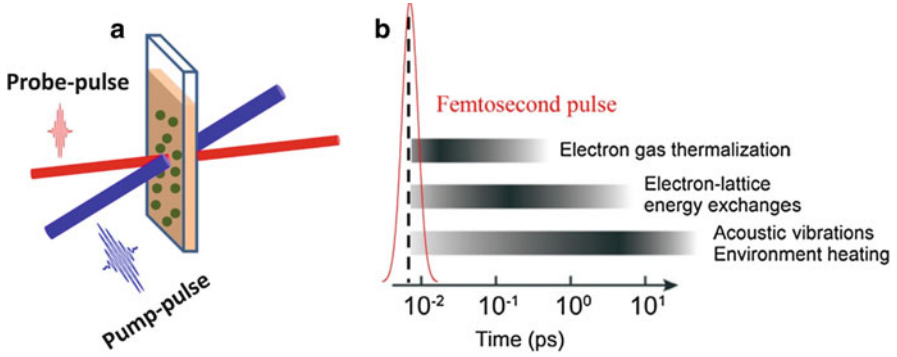 a
Probe-pulse
Pump-pulse
b
Femtosecond pulse
Electron gas thermalization
Electron-lattice
energy exchanges
Acoustic vibrations
Environment heating
10⁻² 10⁻¹ 10⁰ 10¹
Time (ps)